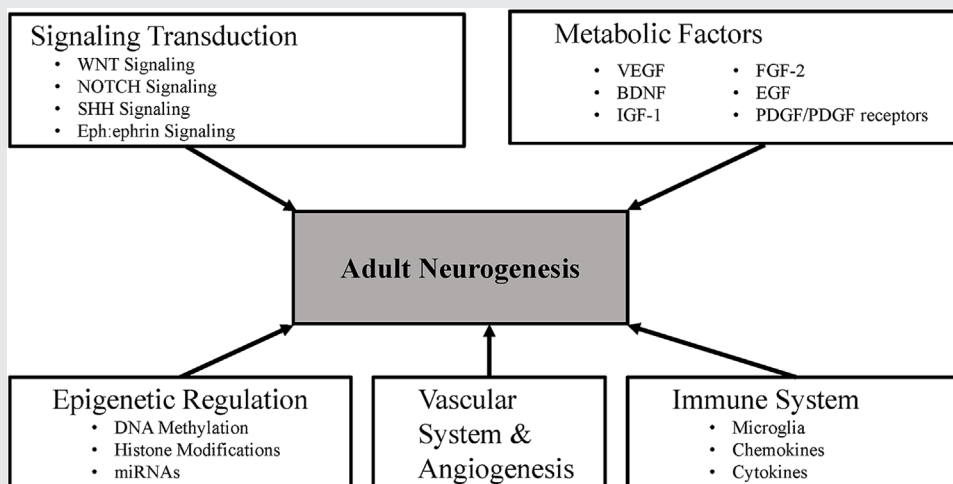 Signaling Transduction
• WNT Signaling
• NOTCH Signaling
• SHH Signaling
• Eph:ephrin Signaling
Metabolic Factors
• VEGF
• BDNF
• IGF-1
• FGF-2
• EGF
• PDGF/PDGF receptors
Adult Neurogenesis
Epigenetic Regulation
• DNA Methylation
• Histone Modifications
• miRNAs
Vascular
System &
Angiogenesis
Immune System
• Microglia
• Chemokines
• Cytokines